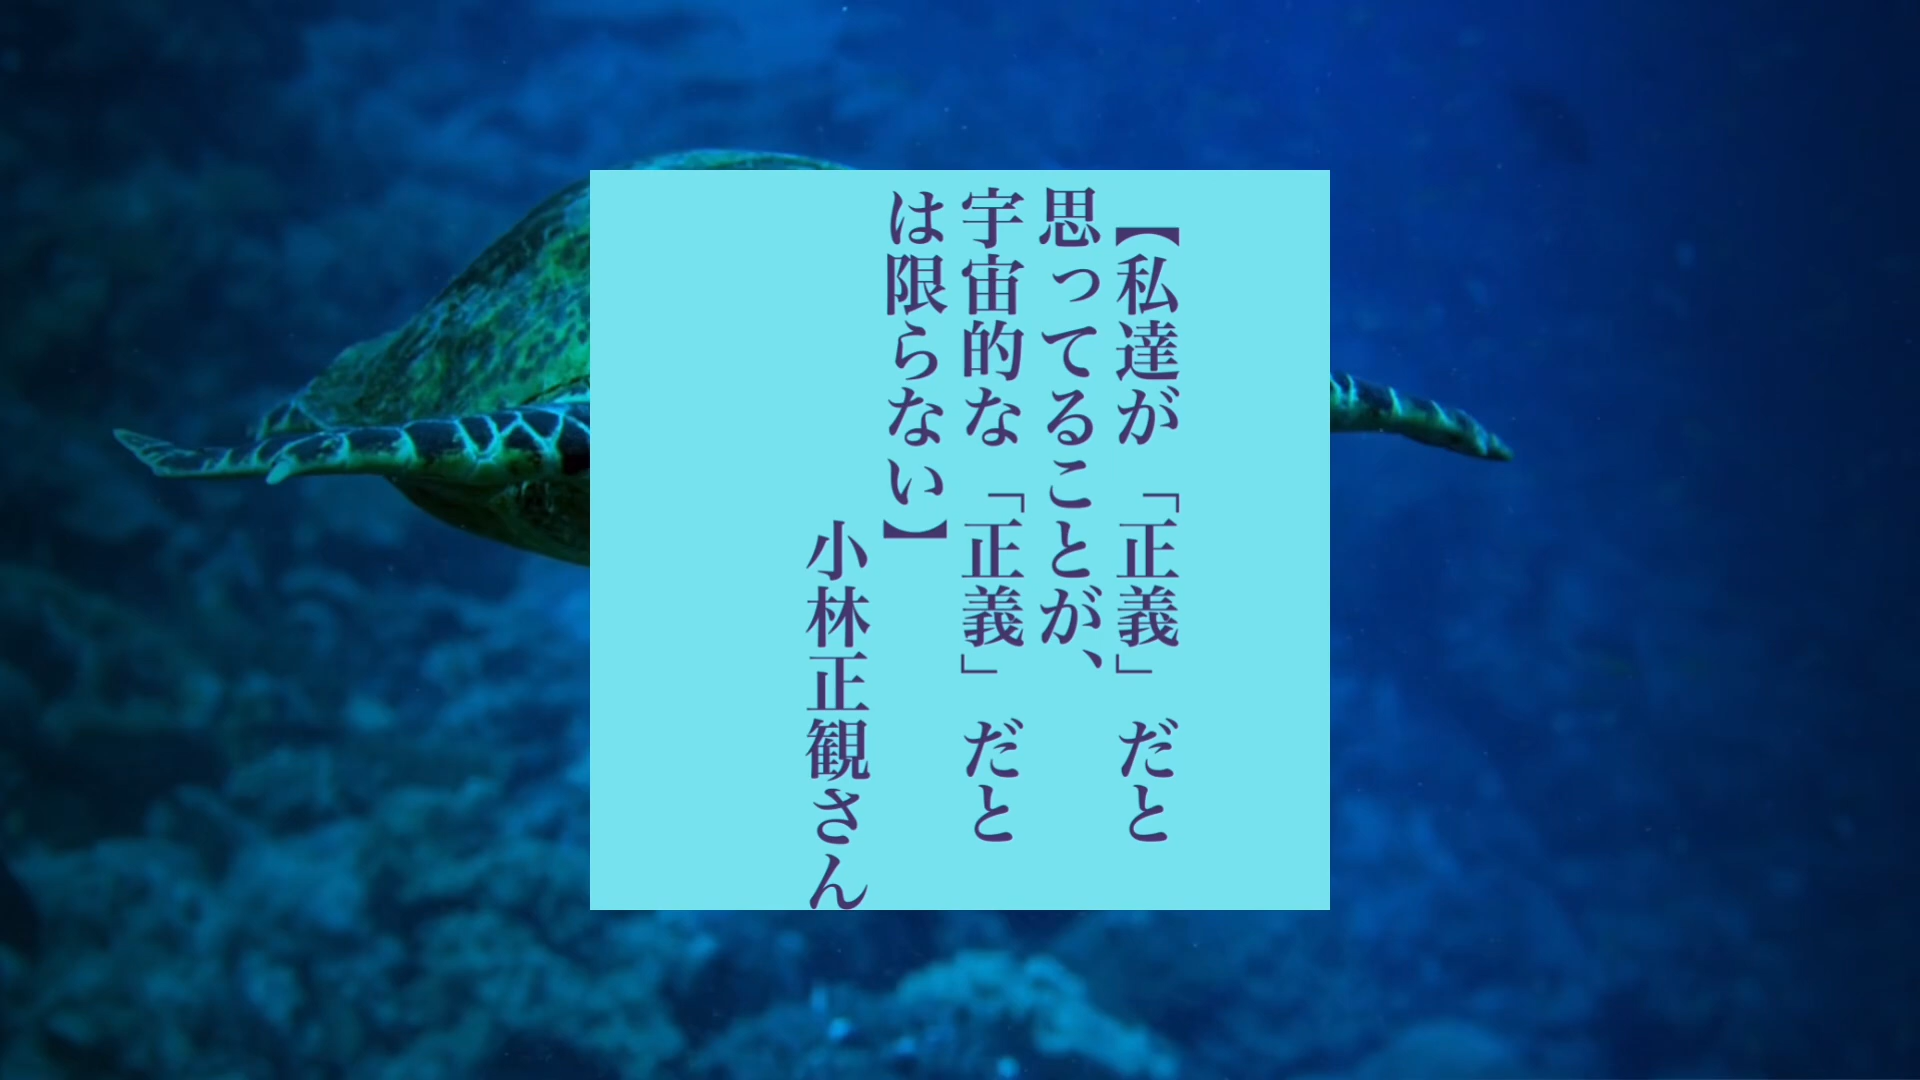 【私達が「正義」だと
思ってることが、
宇宙的な「正義」だと
は限らない】
小林正観さん